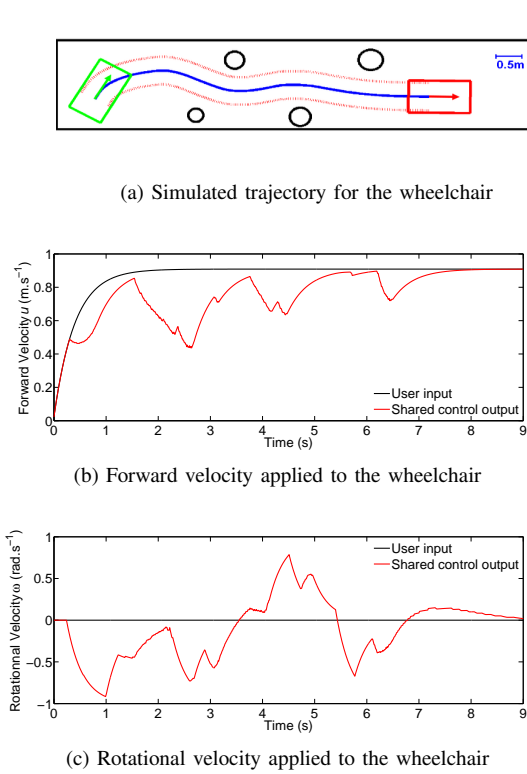 0.5m
(a) Simulated trajectory for the wheelchair
1
0.8
0.6
0.4
0.2
0
Forward Velocity u (m.s⁻¹)
User input
Shared control output
0 1 2 3 4 5 6 7 8 9
Time (s)
(b) Forward velocity applied to the wheelchair
1
0.5
0
−0.5
−1
Rotationnal Velocity ω (rad.s⁻¹)
User input
Shared control output
0 1 2 3 4 5 6 7 8 9
Time (s)
(c) Rotational velocity applied to the wheelchair